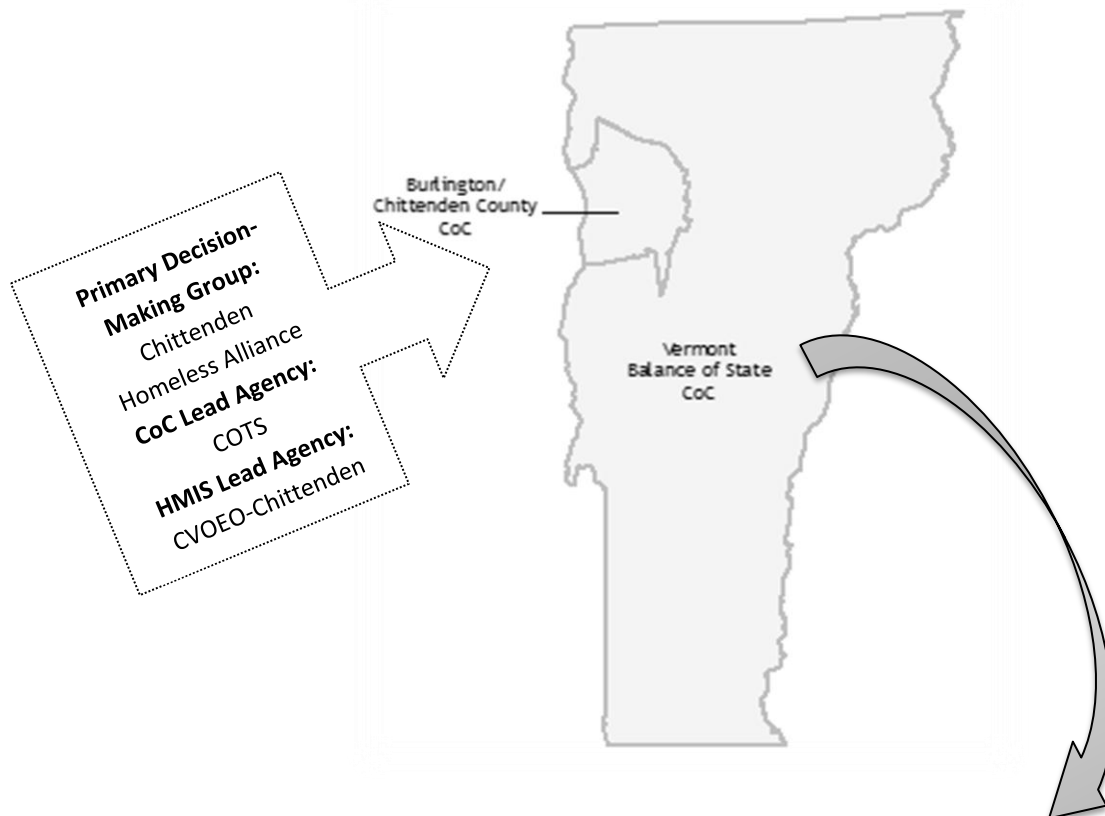 Primary Decision-
Making Group:
Chittenden
Homeless Alliance
CoC Lead Agency:
COTS
HMIS Lead Agency:
CVOEO-Chittenden
Burlington/
Chittenden County
CoC
Vermont
Balance of State
CoC